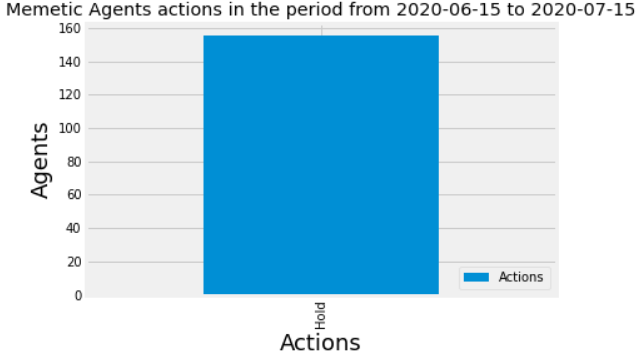 Memetic Agents actions in the period from 2020-06-15 to 2020-07-15
160
140
120
100
80
60
40
20
0
Agents
Actions
Hold
Actions